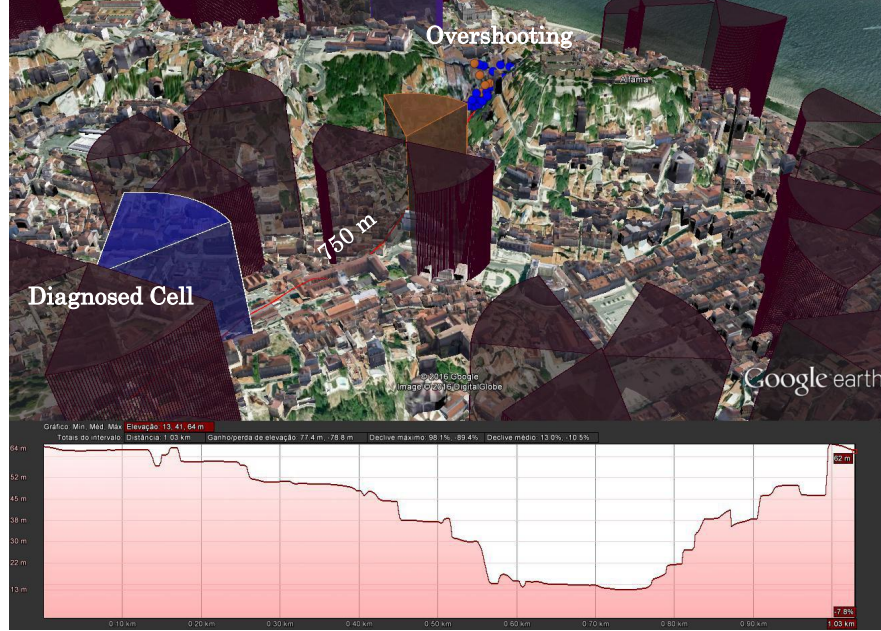 Overshooting
Alfama
750 m
Diagnosed Cell
© 2016 Google
Image © 2016 DigitalGlobe
Google earth
Gráfico: Mín, Méd, Máx Elevação: 13, 41, 64 m
Totais do intervalo: Distância: 1.03 km Ganho/perda de elevação: 77.4 m, -78.8 m Declive máximo: 98.1%, -89.4% Declive médio: 13.0%, -10.5%
64 m
62 m
52 m
45 m
38 m
30 m
22 m
13 m
-7.8%
0.10 km 0.20 km 0.30 km 0.40 km 0.50 km 0.60 km 0.70 km 0.80 km 0.90 km 1.03 km